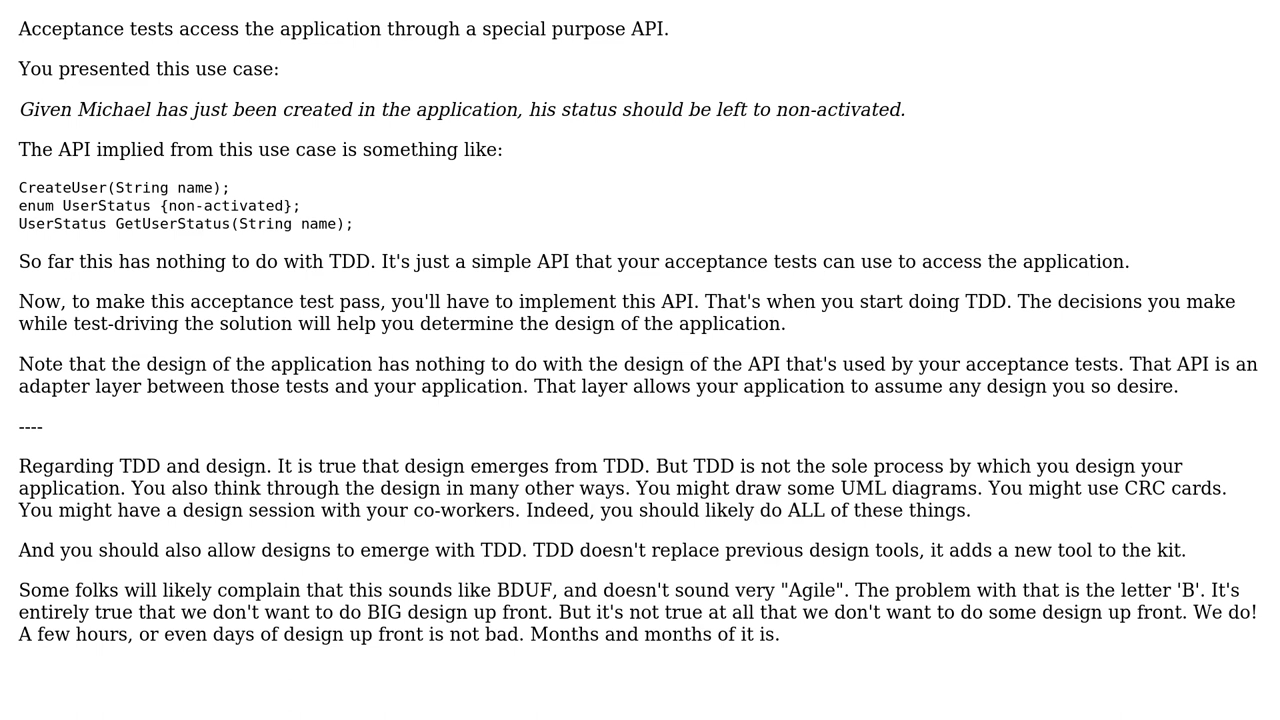 Acceptance tests access the application through a special purpose API.
You presented this use case:
Given Michael has just been created in the application, his status should be left to non-activated.
The API implied from this use case is something like:
CreateUser(String name);
enum UserStatus {non-activated};
UserStatus GetUserStatus(String name);
So far this has nothing to do with TDD. It's just a simple API that your acceptance tests can use to access the application.
Now, to make this acceptance test pass, you'll have to implement this API. That's when you start doing TDD. The decisions you make
while test-driving the solution will help you determine the design of the application.
Note that the design of the application has nothing to do with the design of the API that's used by your acceptance tests. That API is an
adapter layer between those tests and your application. That layer allows your application to assume any design you so desire.
----
Regarding TDD and design. It is true that design emerges from TDD. But TDD is not the sole process by which you design your
application. You also think through the design in many other ways. You might draw some UML diagrams. You might use CRC cards.
You might have a design session with your co-workers. Indeed, you should likely do ALL of these things.
And you should also allow designs to emerge with TDD. TDD doesn't replace previous design tools, it adds a new tool to the kit.
Some folks will likely complain that this sounds like BDUF, and doesn't sound very "Agile". The problem with that is the letter 'B'. It's
entirely true that we don't want to do BIG design up front. But it's not true at all that we don't want to do some design up front. We do!
A few hours, or even days of design up front is not bad. Months and months of it is.